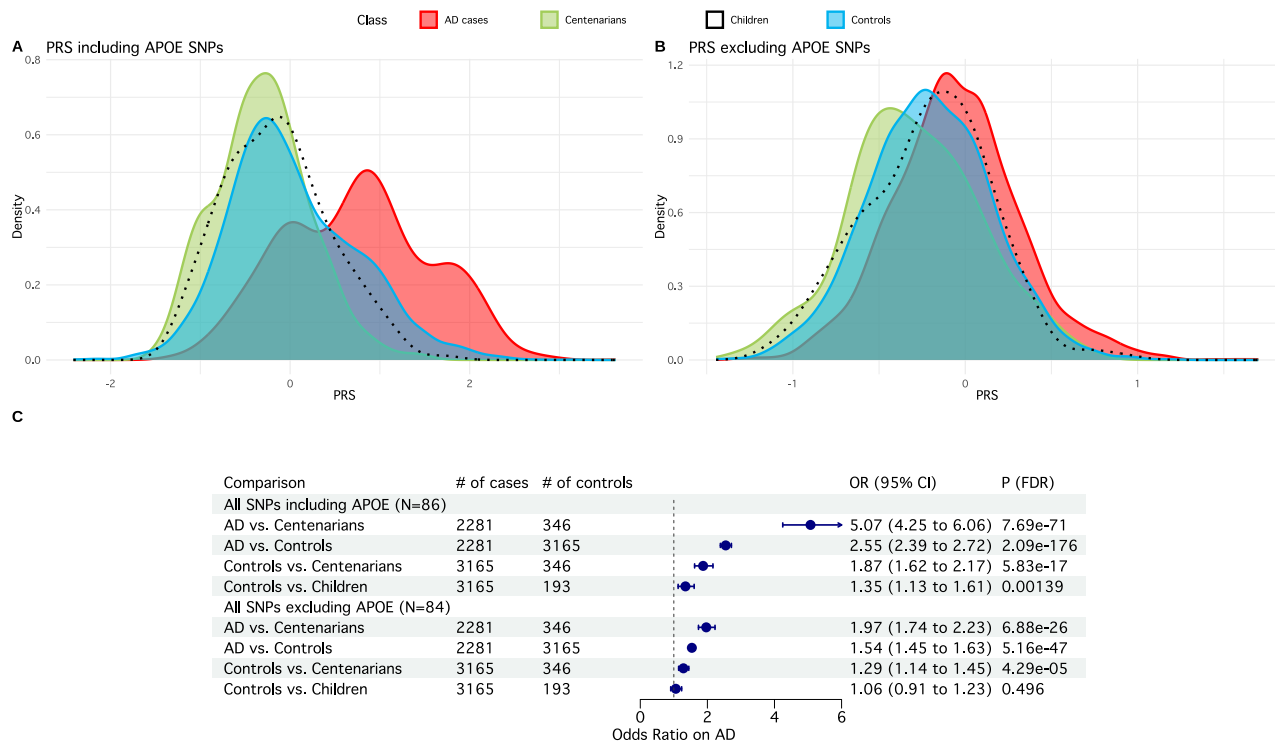 Class AD cases Centenarians Children Controls
A PRS including APOE SNPs
0.8
0.6
0.4
0.2
0.0
Density
-2 0 2
PRS
B PRS excluding APOE SNPs
1.2
0.9
0.6
0.3
0.0
Density
-1 0 1
PRS
C
Comparison # of cases # of controls OR (95% CI) P (FDR)
All SNPs including APOE (N=86)
AD vs. Centenarians 2281 346 5.07 (4.25 to 6.06) 7.69e-71
AD vs. Controls 2281 3165 2.55 (2.39 to 2.72) 2.09e-176
Controls vs. Centenarians 3165 346 1.87 (1.62 to 2.17) 5.83e-17
Controls vs. Children 3165 193 1.35 (1.13 to 1.61) 0.00139
All SNPs excluding APOE (N=84)
AD vs. Centenarians 2281 346 1.97 (1.74 to 2.23) 6.88e-26
AD vs. Controls 2281 3165 1.54 (1.45 to 1.63) 5.16e-47
Controls vs. Centenarians 3165 346 1.29 (1.14 to 1.45) 4.29e-05
Controls vs. Children 3165 193 1.06 (0.91 to 1.23) 0.496
0 2 4 6
Odds Ratio on AD